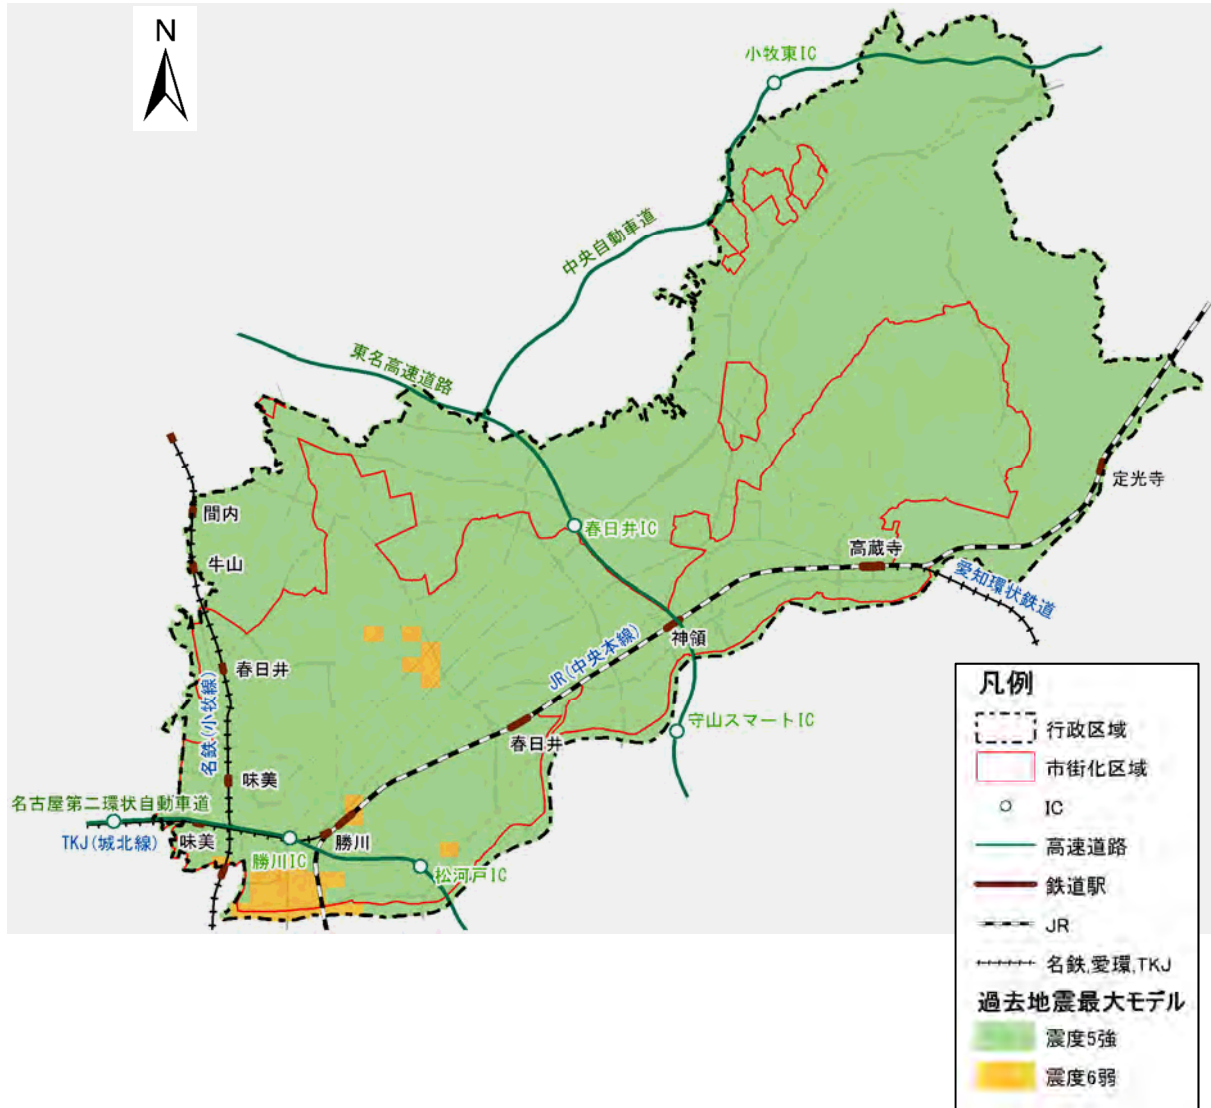 N
小牧東IC
中央自動車道
東名高速道路
定光寺
間内
春日井IC
高蔵寺
牛山
愛知環状鉄道
神領
JR(中央本線)
春日井
名鉄(小牧線)
守山スマートIC
春日井
味美
名古屋第二環状自動車道
TKJ(城北線)
味美
勝川
勝川IC
松河戸IC
凡例
行政区域
市街化区域
IC
高速道路
鉄道駅
JR
名鉄,愛環,TKJ
過去地震最大モデル
震度5強
震度6弱